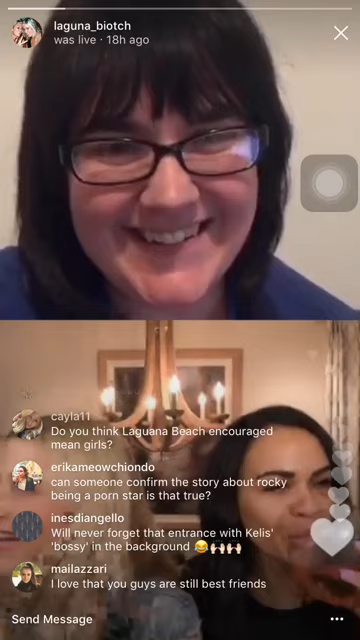 laguna_biotch
was live · 18h ago
cayla11
Do you think Laguana Beach encouraged
mean girls?
erikameowchiondo
can someone confirm the story about rocky
being a porn star is that true?
inesdiangello
Will never forget that entrance with Kelis'
'bossy' in the background 😂🙌🏻🙌🏻
mailazzari
I love that you guys are still best friends
Send Message